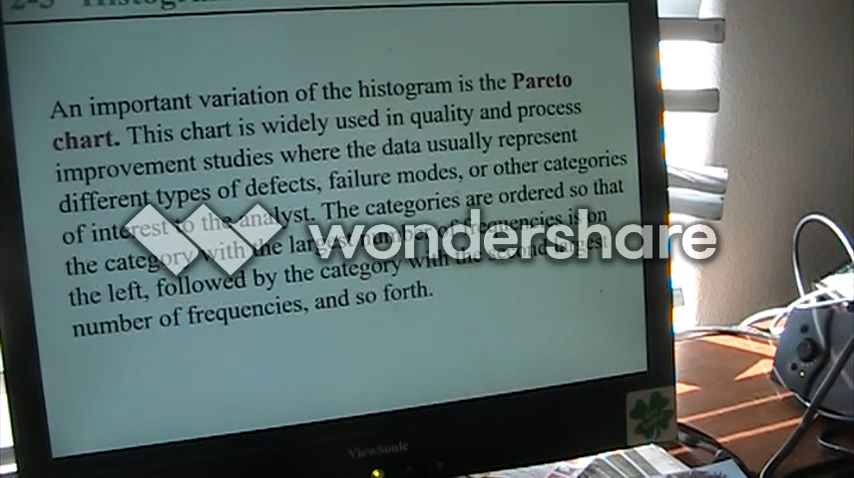 An important variation of the histogram is the Pareto
chart. This chart is widely used in quality and process
improvement studies where the data usually represent
different types of defects, failure modes, or other categories
of interest to the analyst. The categories are ordered so that
the category with the largest number of frequencies is on
the left, followed by the category with the second largest
number of frequencies, and so forth.
wondershare
ViewSonic